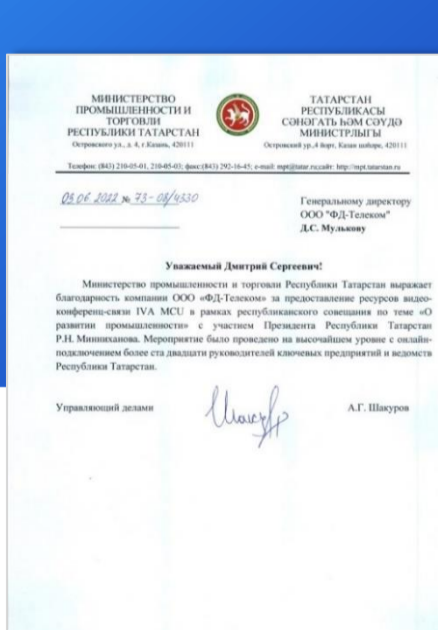 МИНИСТЕРСТВО
ПРОМЫШЛЕННОСТИ И
ТОРГОВЛИ
РЕСПУБЛИКИ ТАТАРСТАН
Островского ул., д. 4, г.Казань, 420111
ТАТАРСТАН
РЕСПУБЛИКАСЫ
СӘНӘГАТЬ ҺӘМ СӘҮДӘ
МИНИСТРЛЫГЫ
Островский ур.,4 йорт, Казан шәһәре, 420111
Телефон: (843) 210-05-01, 210-05-03; факс:(843) 292-16-45; e-mail: mpt@tatar.ru;сайт: http://mpt.tatarstan.ru
03.06.2022 № 73-08/4330
Генеральному директору
ООО "ФД-Телеком"
Д.С. Мулькову
Уважаемый Дмитрий Сергеевич!
Министерство промышленности и торговли Республики Татарстан выражает
благодарность компании ООО «ФД-Телеком» за предоставление ресурсов видео-
конференц-связи IVA MCU в рамках республиканского совещания по теме «О
развитии промышленности» с участием Президента Республики Татарстан
Р.Н. Минниханова. Мероприятие было проведено на высочайшем уровне с онлайн-
подключением более ста двадцати руководителей ключевых предприятий и ведомств
Республики Татарстан.
Управляющий делами
А.Г. Шакуров